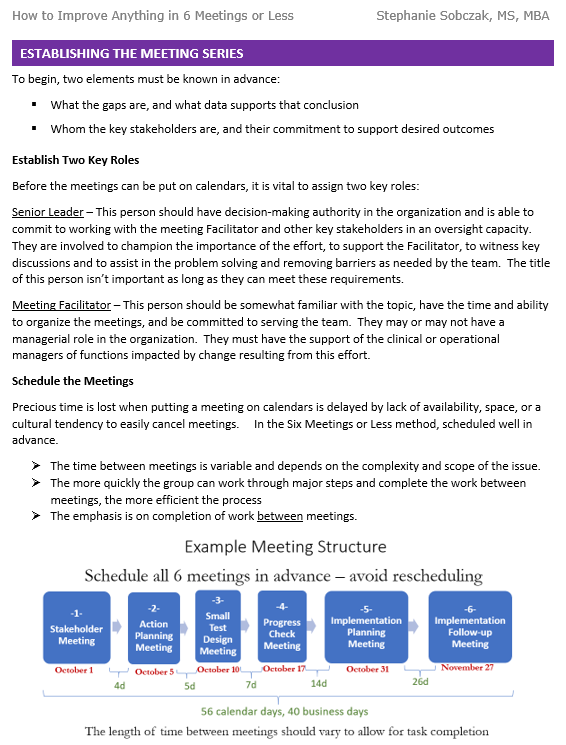 How to Improve Anything in 6 Meetings or Less Stephanie Sobczak, MS, MBA
ESTABLISHING THE MEETING SERIES
To begin, two elements must be known in advance:
▪ What the gaps are, and what data supports that conclusion
▪ Whom the key stakeholders are, and their commitment to support desired outcomes
Establish Two Key Roles
Before the meetings can be put on calendars, it is vital to assign two key roles:
Senior Leader – This person should have decision-making authority in the organization and is able to
commit to working with the meeting Facilitator and other key stakeholders in an oversight capacity.
They are involved to champion the importance of the effort, to support the Facilitator, to witness key
discussions and to assist in the problem solving and removing barriers as needed by the team. The title
of this person isn't important as long as they can meet these requirements.
Meeting Facilitator – This person should be somewhat familiar with the topic, have the time and ability
to organize the meetings, and be committed to serving the team. They may or may not have a
managerial role in the organization. They must have the support of the clinical or operational
managers of functions impacted by change resulting from this effort.
Schedule the Meetings
Precious time is lost when putting a meeting on calendars is delayed by lack of availability, space, or a
cultural tendency to easily cancel meetings. In the Six Meetings or Less method, scheduled well in
advance.
➢ The time between meetings is variable and depends on the complexity and scope of the issue.
➢ The more quickly the group can work through major steps and complete the work between
meetings, the more efficient the process
➢ The emphasis is on completion of work between meetings.
Example Meeting Structure
Schedule all 6 meetings in advance – avoid rescheduling
-1-
Stakeholder
Meeting
October 1
-2-
Action
Planning
Meeting
October 5
-3-
Small
Test
Design
Meeting
October 10
-4-
Progress
Check
Meeting
October 17
-5-
Implementation
Planning
Meeting
October 31
-6-
Implementation
Follow-up
Meeting
November 27
4d 5d 7d 14d 26d
56 calendar days, 40 business days
The length of time between meetings should vary to allow for task completion